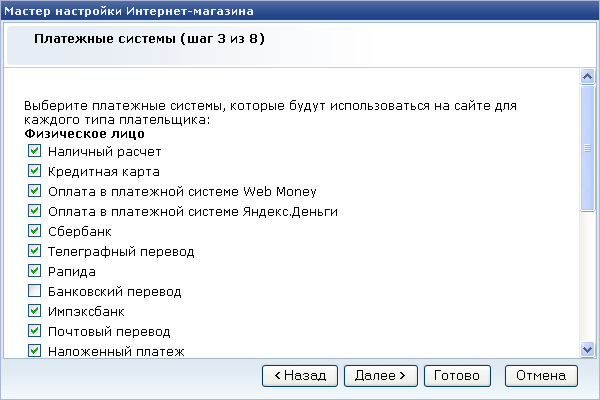 Мастер настройки Интернет-магазина
Платежные системы (шаг 3 из 8)
Выберите платежные системы, которые будут использоваться на сайте для
каждого типа плательщика:
Физическое лицо
Наличный расчет
Кредитная карта
Оплата в платежной системе Web Money
Оплата в платежной системе Яндекс.Деньги
Сбербанк
Телеграфный перевод
Рапида
Банковский перевод
Импэксбанк
Почтовый перевод
Наложенный платеж
< Назад
Далее >
Готово
Отмена